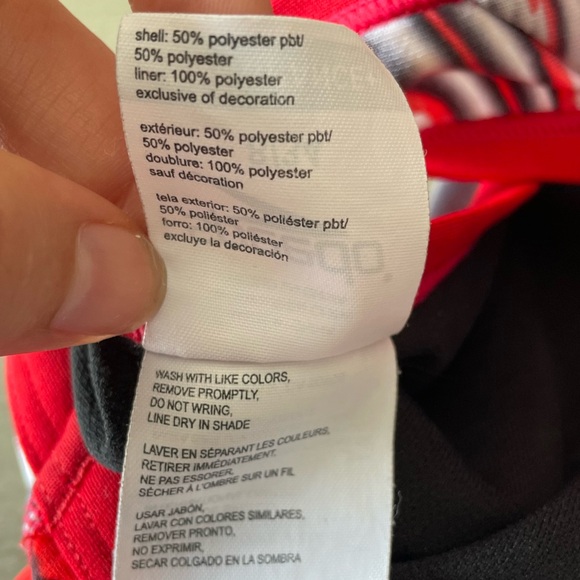 shell: 50% polyester pbt/
50% polyester
liner: 100% polyester
exclusive of decoration
extérieur: 50% polyester pbt/
50% polyester
doublure: 100% polyester
sauf décoration
tela exterior: 50% poliéster pbt/
50% poliéster
forro: 100% poliéster
excluye la decoración
WASH WITH LIKE COLORS,
REMOVE PROMPTLY,
DO NOT WRING,
LINE DRY IN SHADE
LAVER EN SÉPARANT LES COULEURS,
RETIRER IMMÉDIATEMENT.
NE PAS ESSORER.
SÉCHER À L'OMBRE SUR UN FIL
USAR JABÓN,
LAVAR CON COLORES SIMILARES,
REMOVER PRONTO,
NO EXPRIMIR,
SECAR COLGADO EN LA SOMBRA